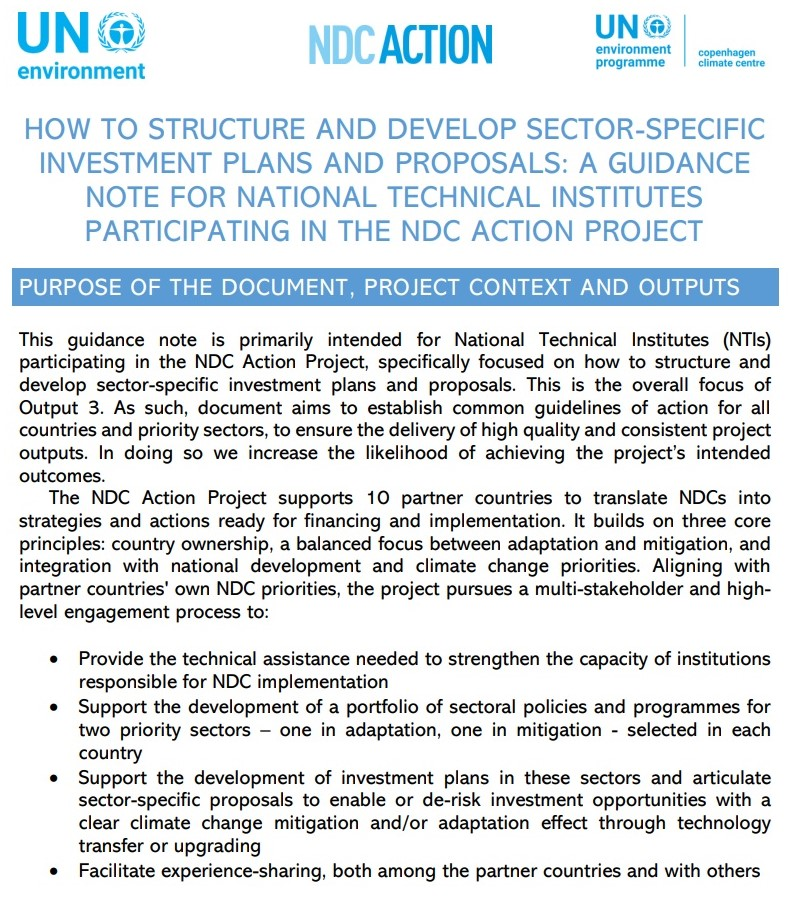 UN
environment
NDC ACTION
UN
environment
programme
copenhagen
climate centre
HOW TO STRUCTURE AND DEVELOP SECTOR-SPECIFIC
INVESTMENT PLANS AND PROPOSALS: A GUIDANCE
NOTE FOR NATIONAL TECHNICAL INSTITUTES
PARTICIPATING IN THE NDC ACTION PROJECT
PURPOSE OF THE DOCUMENT, PROJECT CONTEXT AND OUTPUTS
This guidance note is primarily intended for National Technical Institutes (NTIs)
participating in the NDC Action Project, specifically focused on how to structure and
develop sector-specific investment plans and proposals. This is the overall focus of
Output 3. As such, document aims to establish common guidelines of action for all
countries and priority sectors, to ensure the delivery of high quality and consistent project
outputs. In doing so we increase the likelihood of achieving the project’s intended
outcomes.
The NDC Action Project supports 10 partner countries to translate NDCs into
strategies and actions ready for financing and implementation. It builds on three core
principles: country ownership, a balanced focus between adaptation and mitigation, and
integration with national development and climate change priorities. Aligning with
partner countries' own NDC priorities, the project pursues a multi-stakeholder and high-
level engagement process to:
• Provide the technical assistance needed to strengthen the capacity of institutions
responsible for NDC implementation
• Support the development of a portfolio of sectoral policies and programmes for
two priority sectors – one in adaptation, one in mitigation - selected in each
country
• Support the development of investment plans in these sectors and articulate
sector-specific proposals to enable or de-risk investment opportunities with a
clear climate change mitigation and/or adaptation effect through technology
transfer or upgrading
• Facilitate experience-sharing, both among the partner countries and with others